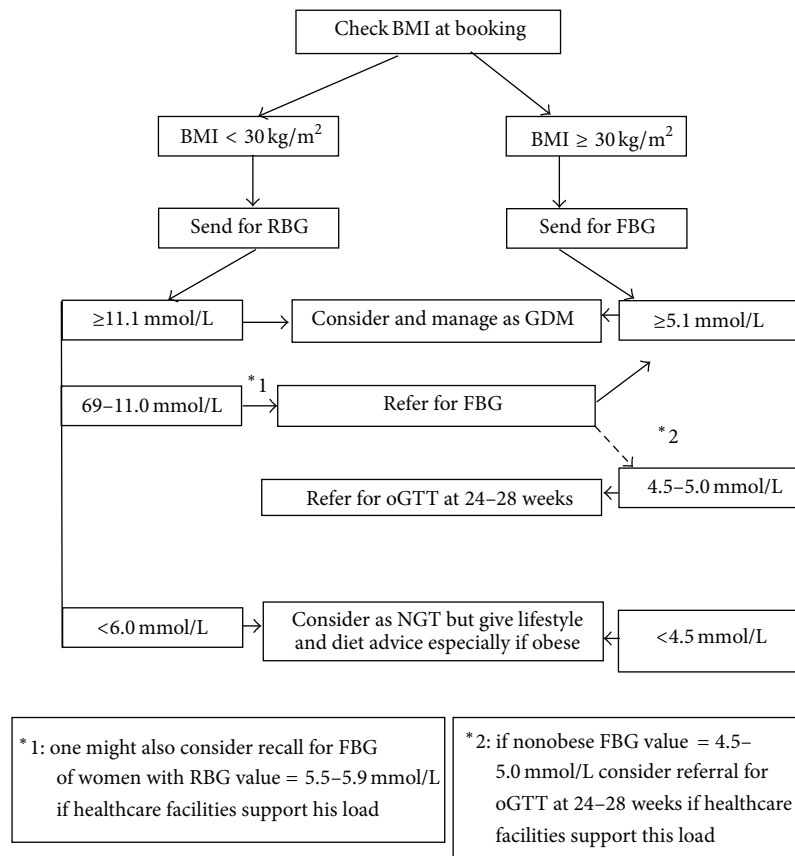 Check BMI at booking
BMI < 30 kg/m²
BMI ≥ 30 kg/m²
Send for RBG
Send for FBG
≥11.1 mmol/L
Consider and manage as GDM
≥5.1 mmol/L
69–11.0 mmol/L
*1
Refer for FBG
*2
Refer for oGTT at 24–28 weeks
4.5–5.0 mmol/L
<6.0 mmol/L
Consider as NGT but give lifestyle
and diet advice especially if obese
<4.5 mmol/L
*1: one might also consider recall for FBG
of women with RBG value = 5.5–5.9 mmol/L
if healthcare facilities support his load
*2: if nonobese FBG value = 4.5–
5.0 mmol/L consider referral for
oGTT at 24–28 weeks if healthcare
facilities support this load